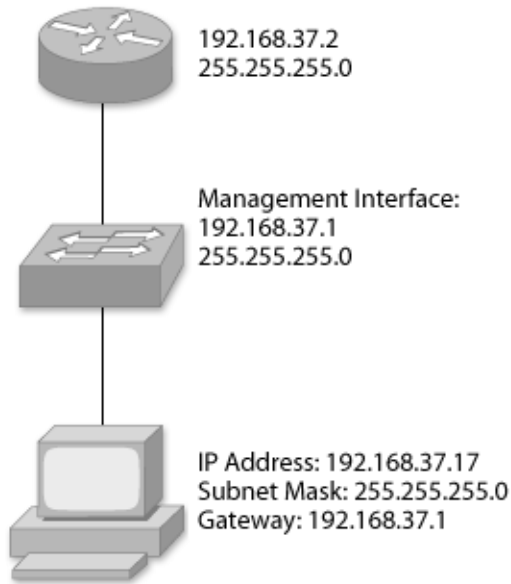 192.168.37.2
255.255.255.0
Management Interface:
192.168.37.1
255.255.255.0
IP Address: 192.168.37.17
Subnet Mask: 255.255.255.0
Gateway: 192.168.37.1